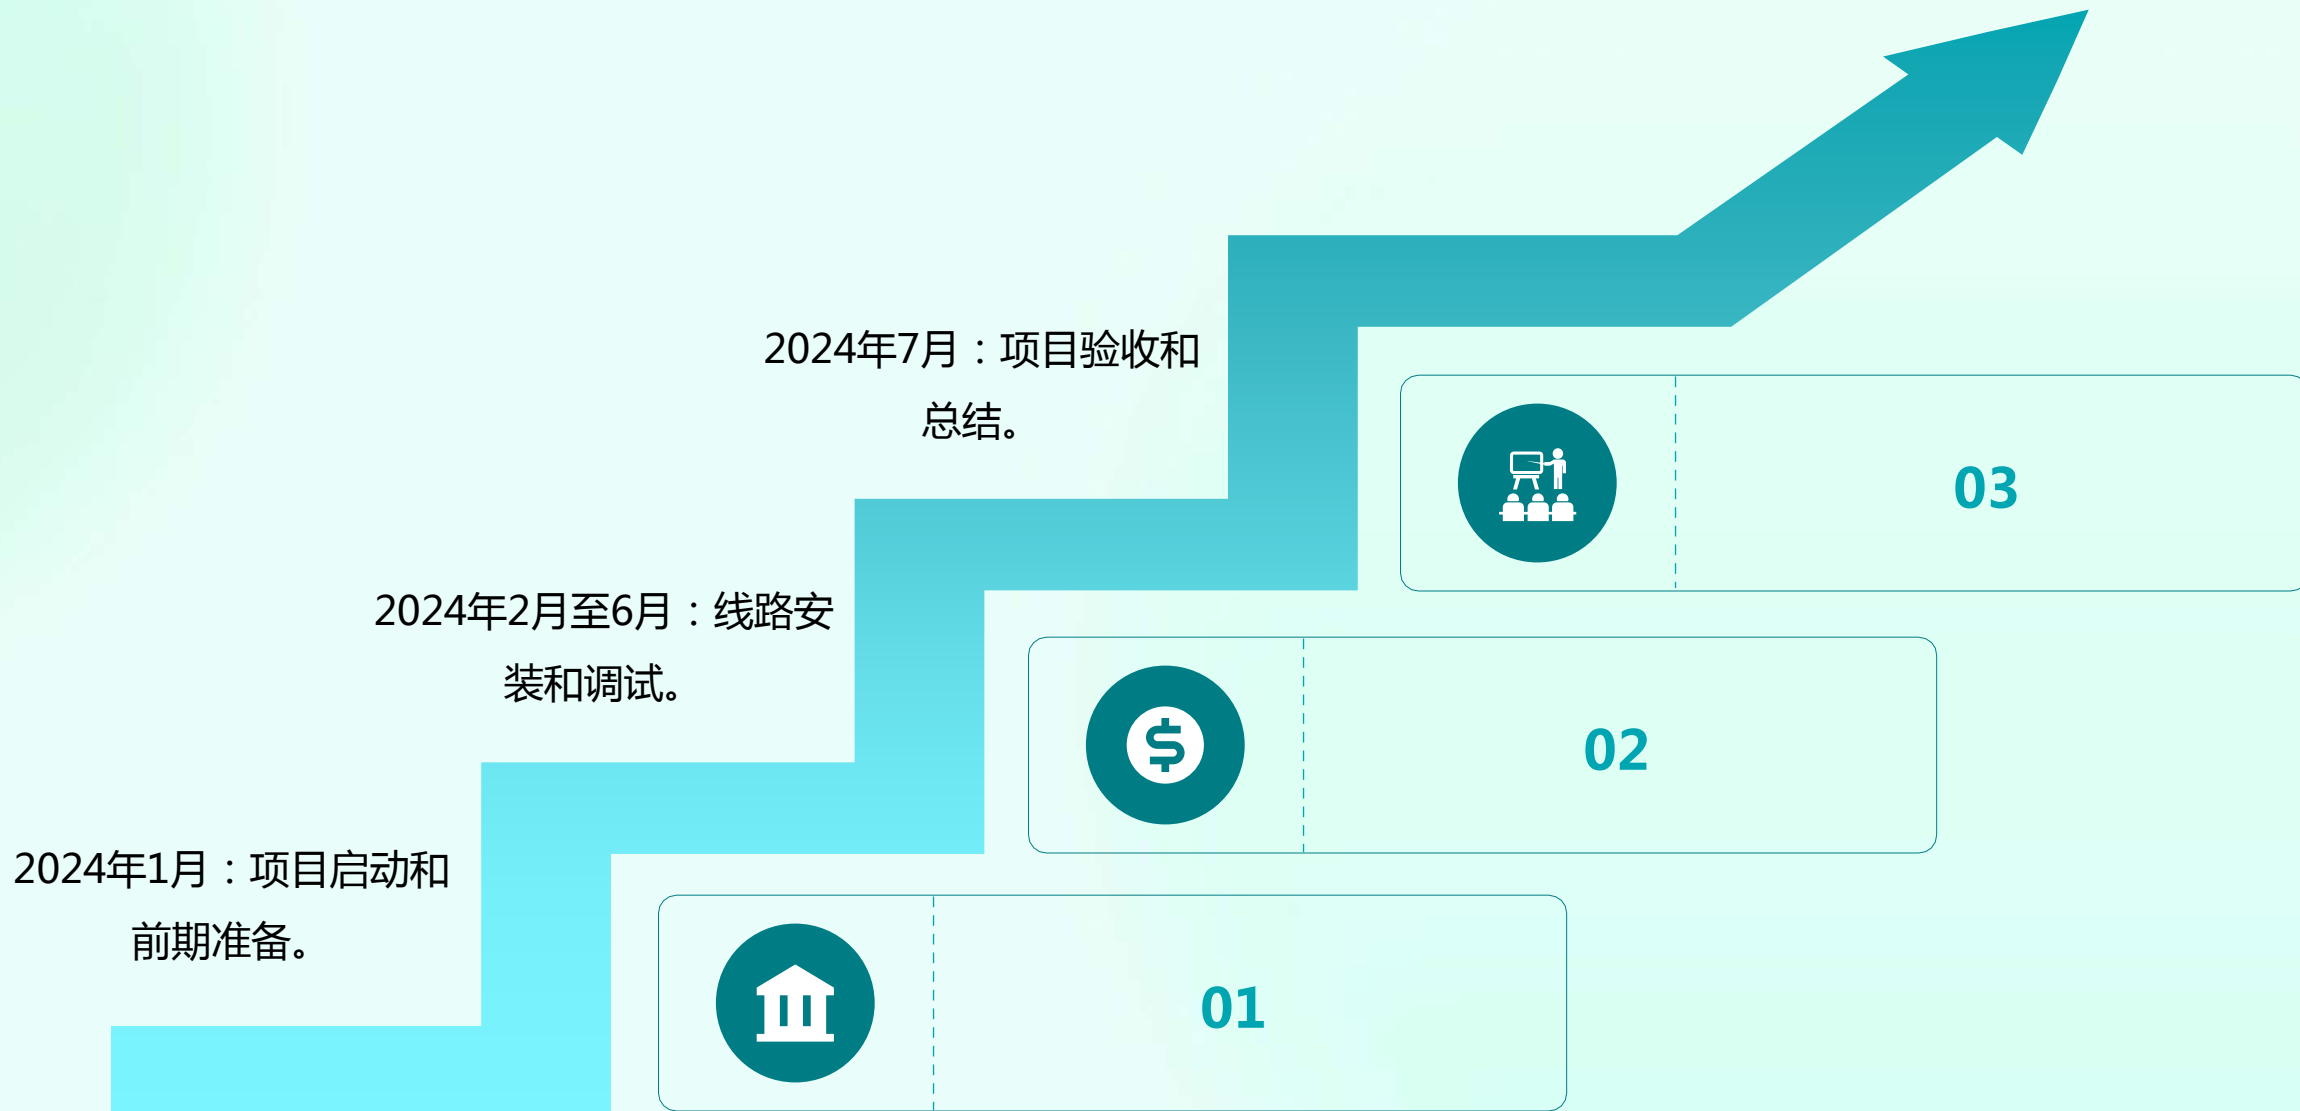 2024年7月：项目验收和
总结。
03
2024年2月至6月：线路安
装和调试。
02
2024年1月：项目启动和
前期准备。
01